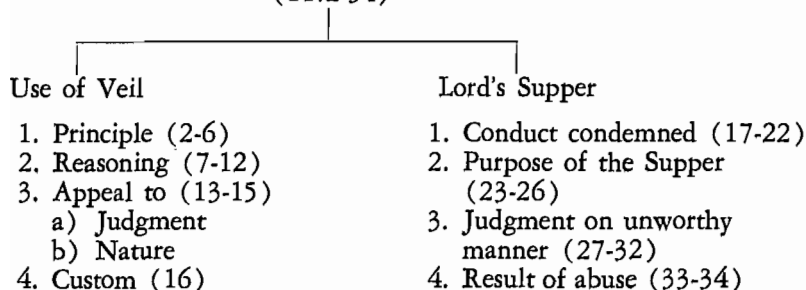 Use of Veil
1. Principle (2-6)
2. Reasoning (7-12)
3. Appeal to (13-15)
a) Judgment
b) Nature
4. Custom (16)
Lord's Supper
1. Conduct condemned (17-22)
2. Purpose of the Supper
(23-26)
3. Judgment on unworthy
manner (27-32)
4. Result of abuse (33-34)